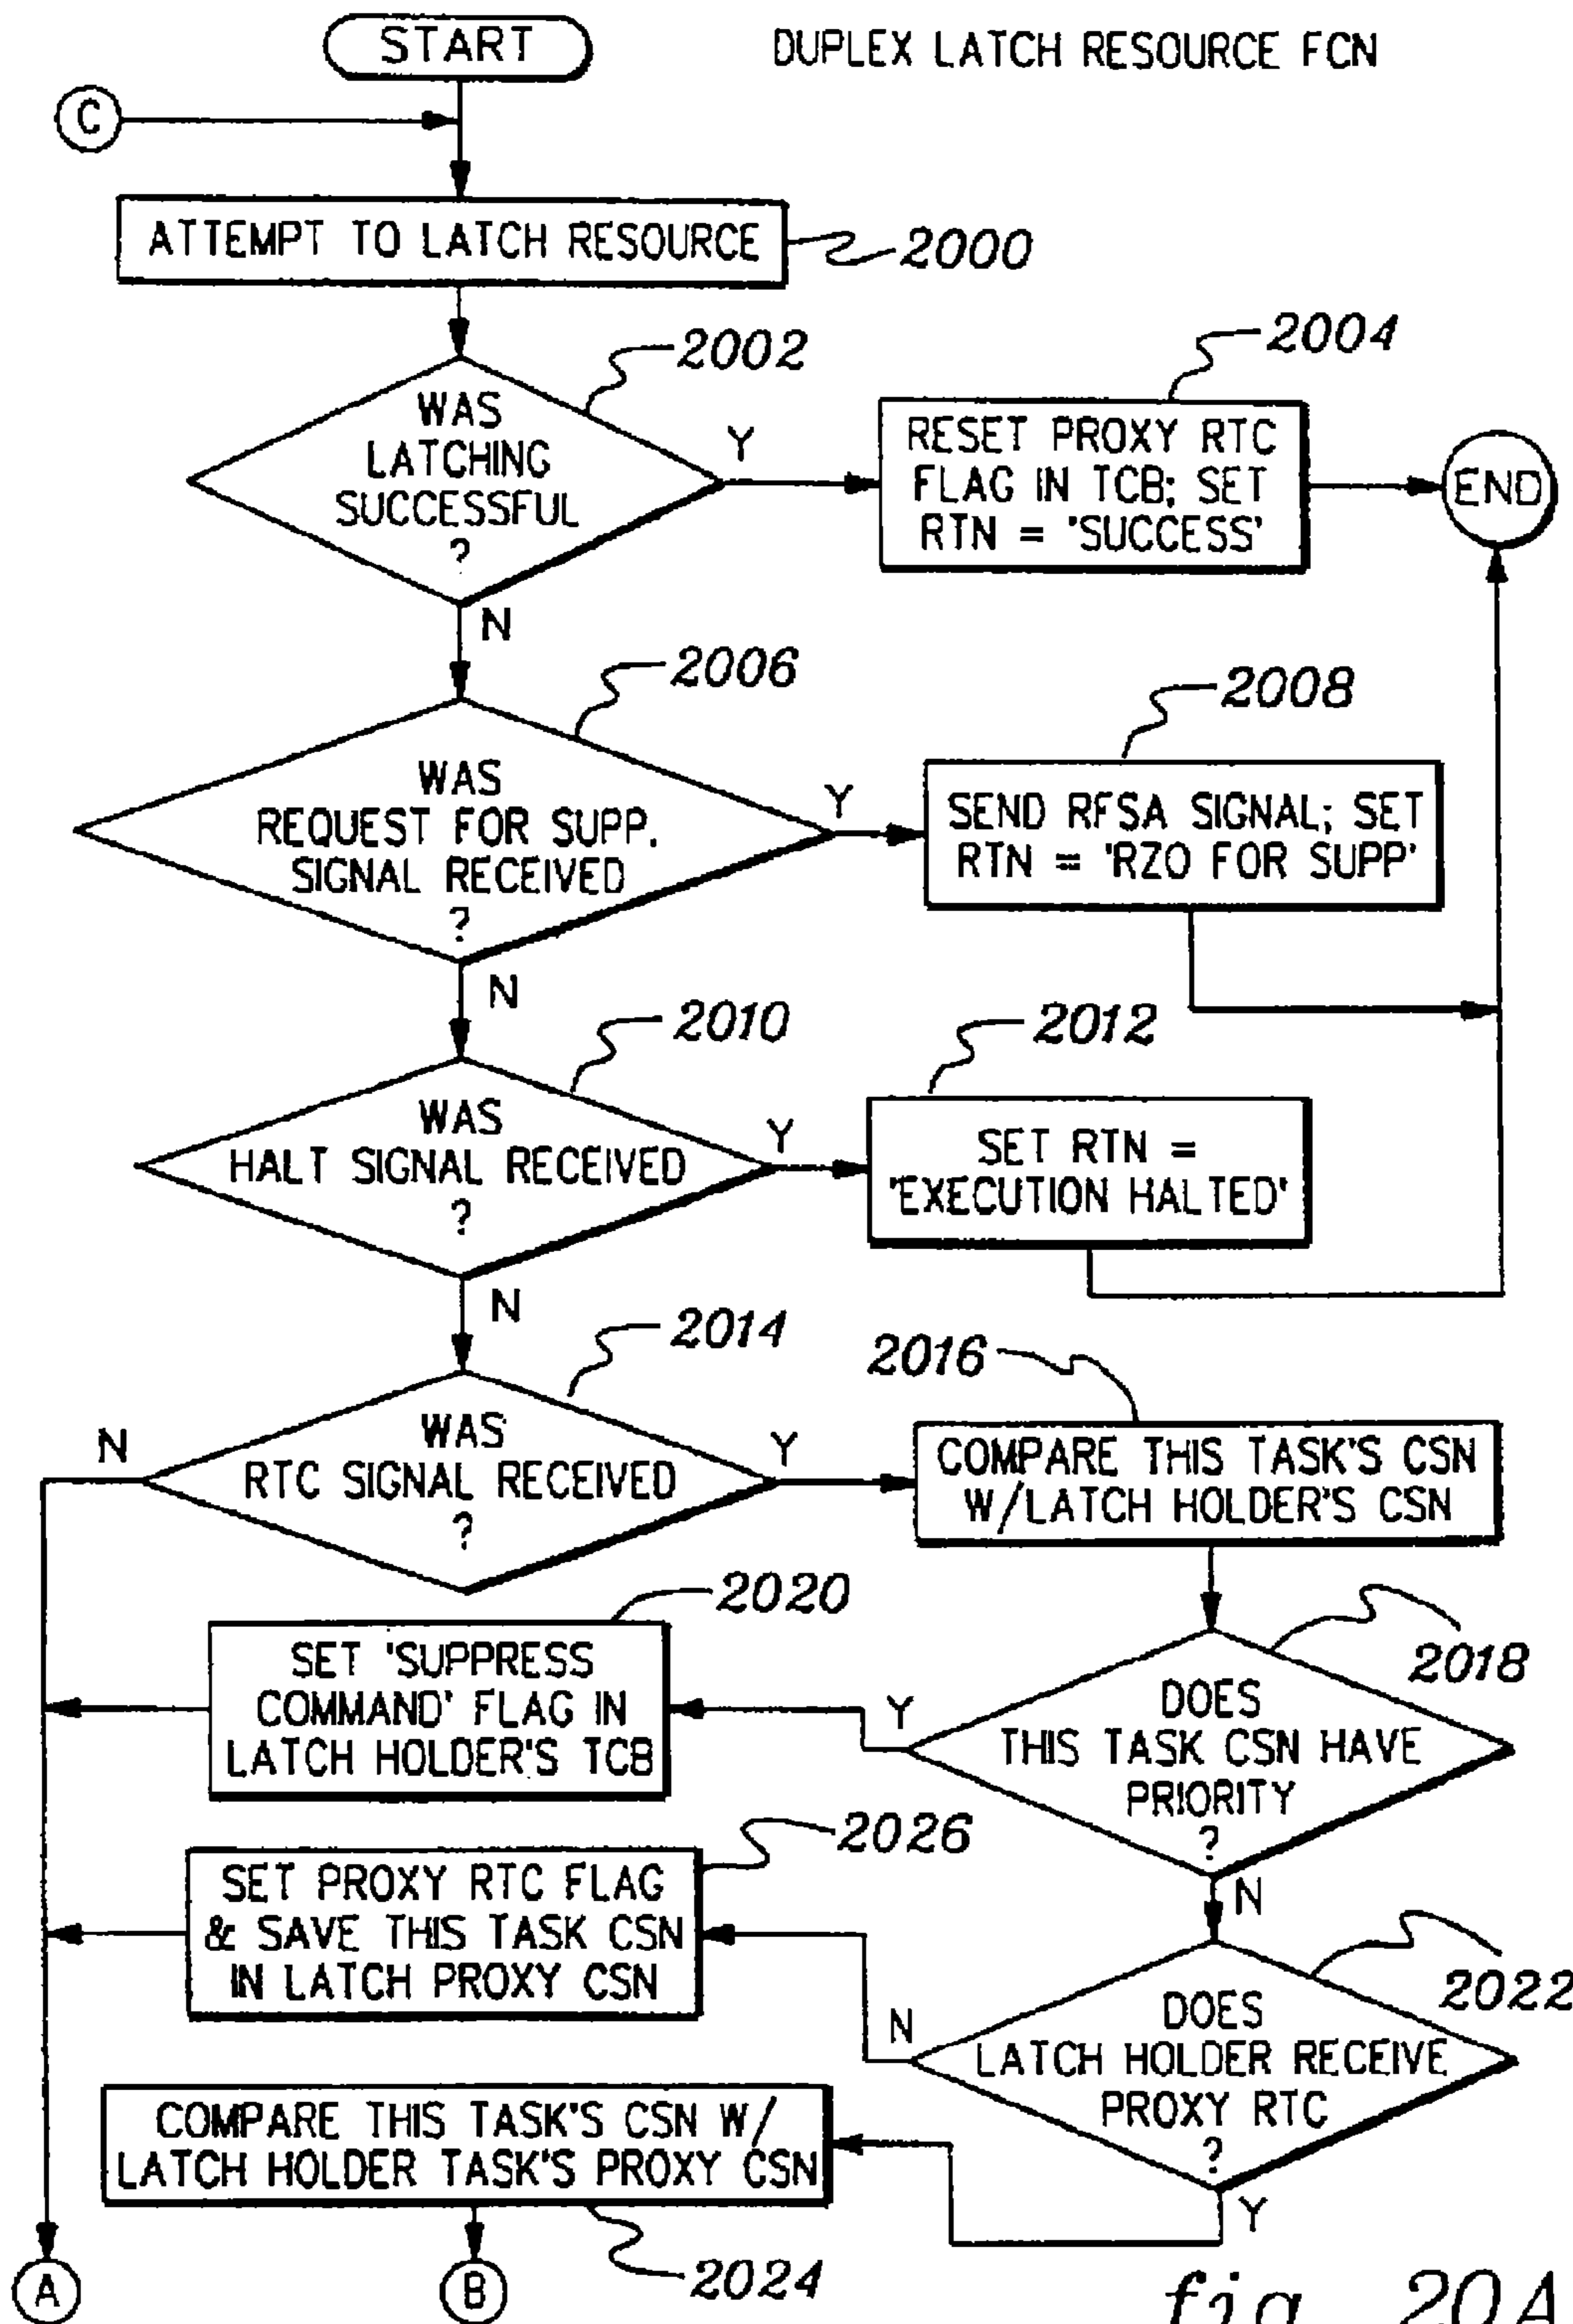 START
DUPLEX LATCH RESOURCE FCN
C
ATTEMPT TO LATCH RESOURCE
2000
WAS
LATCHING
SUCCESSFUL
?
2002
Y
N
RESET PROXY RTC
FLAG IN TCB; SET
RTN = 'SUCCESS'
2004
END
WAS
REQUEST FOR SUPP.
SIGNAL RECEIVED
?
2006
Y
N
SEND RFSA SIGNAL; SET
RTN = 'RZO FOR SUPP'
2008
WAS
HALT SIGNAL RECEIVED
?
2010
Y
N
SET RTN =
'EXECUTION HALTED'
2012
WAS
RTC SIGNAL RECEIVED
?
2014
N
Y
COMPARE THIS TASK'S CSN
W/LATCH HOLDER'S CSN
2016
DOES
THIS TASK CSN HAVE
PRIORITY
?
2018
Y
N
SET 'SUPPRESS
COMMAND' FLAG IN
LATCH HOLDER'S TCB
2020
DOES
LATCH HOLDER RECEIVE
PROXY RTC
?
2022
N
Y
SET PROXY RTC FLAG
& SAVE THIS TASK CSN
IN LATCH PROXY CSN
2026
COMPARE THIS TASK'S CSN W/
LATCH HOLDER TASK'S PROXY CSN
2024
A
B
fig. 20A